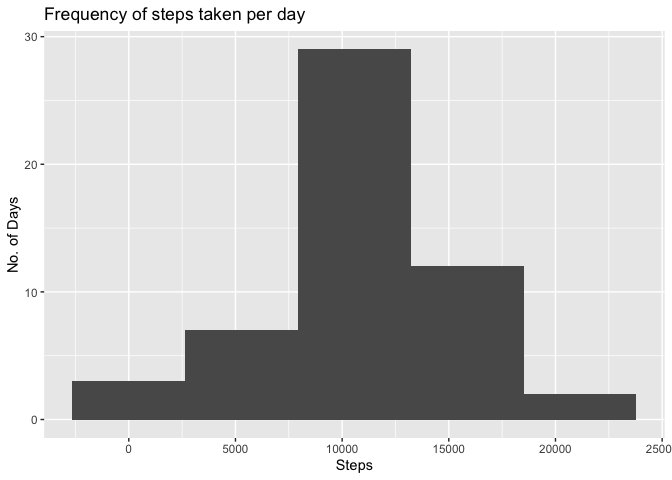 Frequency of steps taken per day
30
20
10
0
No. of Days
0 5000 10000 15000 20000 25000
Steps